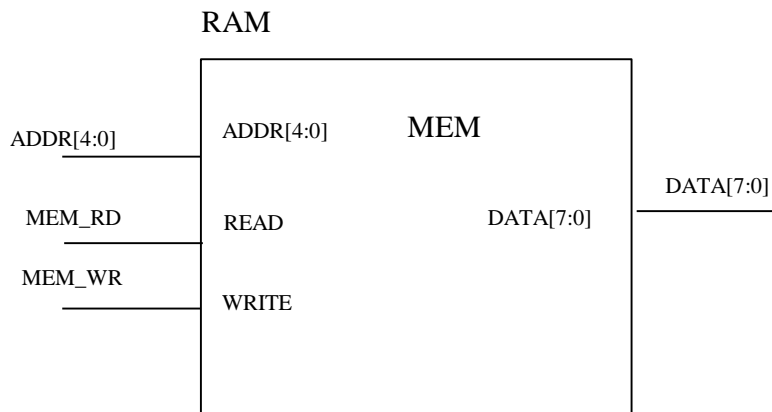 RAM
ADDR[4:0]
ADDR[4:0]
MEM
DATA[7:0]
MEM_RD
READ
DATA[7:0]
MEM_WR
WRITE